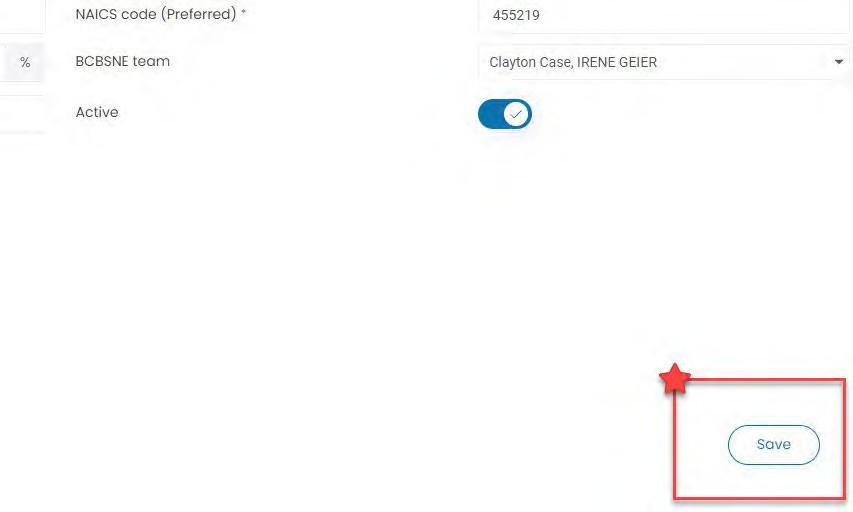 NAICS code (Preferred) *
455219
%
BCBSNE team
Clayton Case, IRENE GEIER
Active
Save